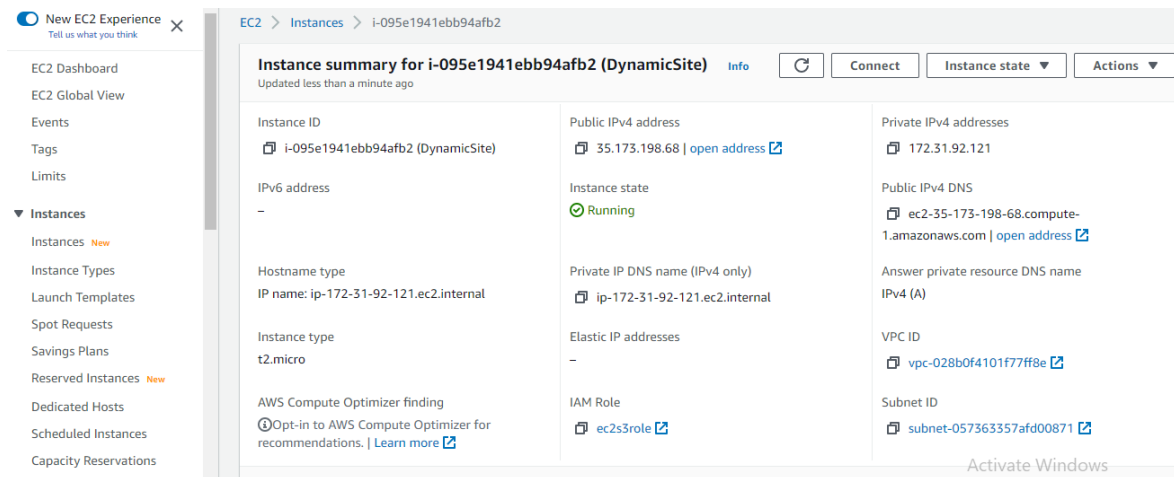 New EC2 Experience
Tell us what you think
EC2 Dashboard
EC2 Global View
Events
Tags
Limits
Instances
Instances New
Instance Types
Launch Templates
Spot Requests
Savings Plans
Reserved Instances New
Dedicated Hosts
Scheduled Instances
Capacity Reservations
EC2 > Instances > i-095e1941ebb94afb2
Instance summary for i-095e1941ebb94afb2 (DynamicSite) Info
Connect
Instance state
Actions
Updated less than a minute ago
Instance ID
i-095e1941ebb94afb2 (DynamicSite)
Public IPv4 address
35.173.198.68 | open address
Private IPv4 addresses
172.31.92.121
IPv6 address
–
Instance state
Running
Public IPv4 DNS
ec2-35-173-198-68.compute-
1.amazonaws.com | open address
Hostname type
IP name: ip-172-31-92-121.ec2.internal
Private IP DNS name (IPv4 only)
ip-172-31-92-121.ec2.internal
Answer private resource DNS name
IPv4 (A)
Instance type
t2.micro
Elastic IP addresses
–
VPC ID
vpc-028b0f4101f77ff8e
AWS Compute Optimizer finding
Opt-in to AWS Compute Optimizer for
recommendations. | Learn more
IAM Role
ec2s3role
Subnet ID
subnet-057363357afd00871
Activate Windows